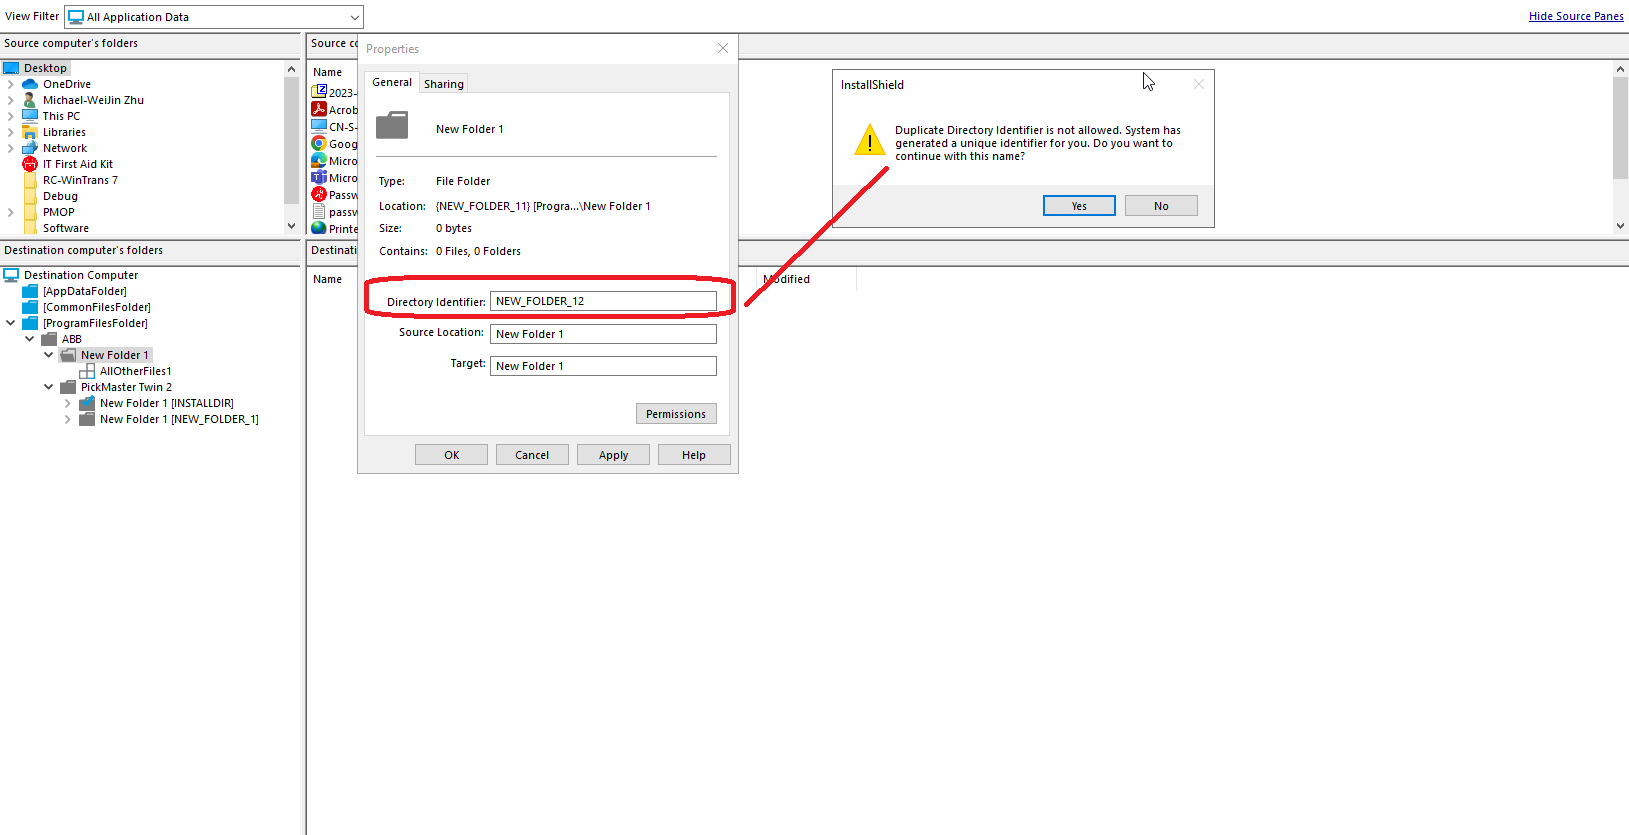 View Filter
All Application Data
Hide Source Panes
Source computer's folders
Desktop
OneDrive
Michael-WeiJin Zhu
This PC
Libraries
Network
IT First Aid Kit
RC-WinTrans 7
Debug
PMOP
Software
Source co
Name
2023-
Acrob
CN-S-
Goog
Micro
Micro
Passw
passw
Printe
Destination computer's folders
Destination Computer
[AppDataFolder]
[CommonFilesFolder]
[ProgramFilesFolder]
ABB
New Folder 1
AllOtherFiles1
PickMaster Twin 2
New Folder 1 [INSTALLDIR]
New Folder 1 [NEW_FOLDER_1]
Destinati
Name
Modified
Properties
General
Sharing
New Folder 1
Type: File Folder
Location: {NEW_FOLDER_11} [Progra...\New Folder 1
Size: 0 bytes
Contains: 0 Files, 0 Folders
Directory Identifier: NEW_FOLDER_12
Source Location: New Folder 1
Target: New Folder 1
Permissions
OK
Cancel
Apply
Help
InstallShield
Duplicate Directory Identifier is not allowed. System has
generated a unique identifier for you. Do you want to
continue with this name?
Yes
No